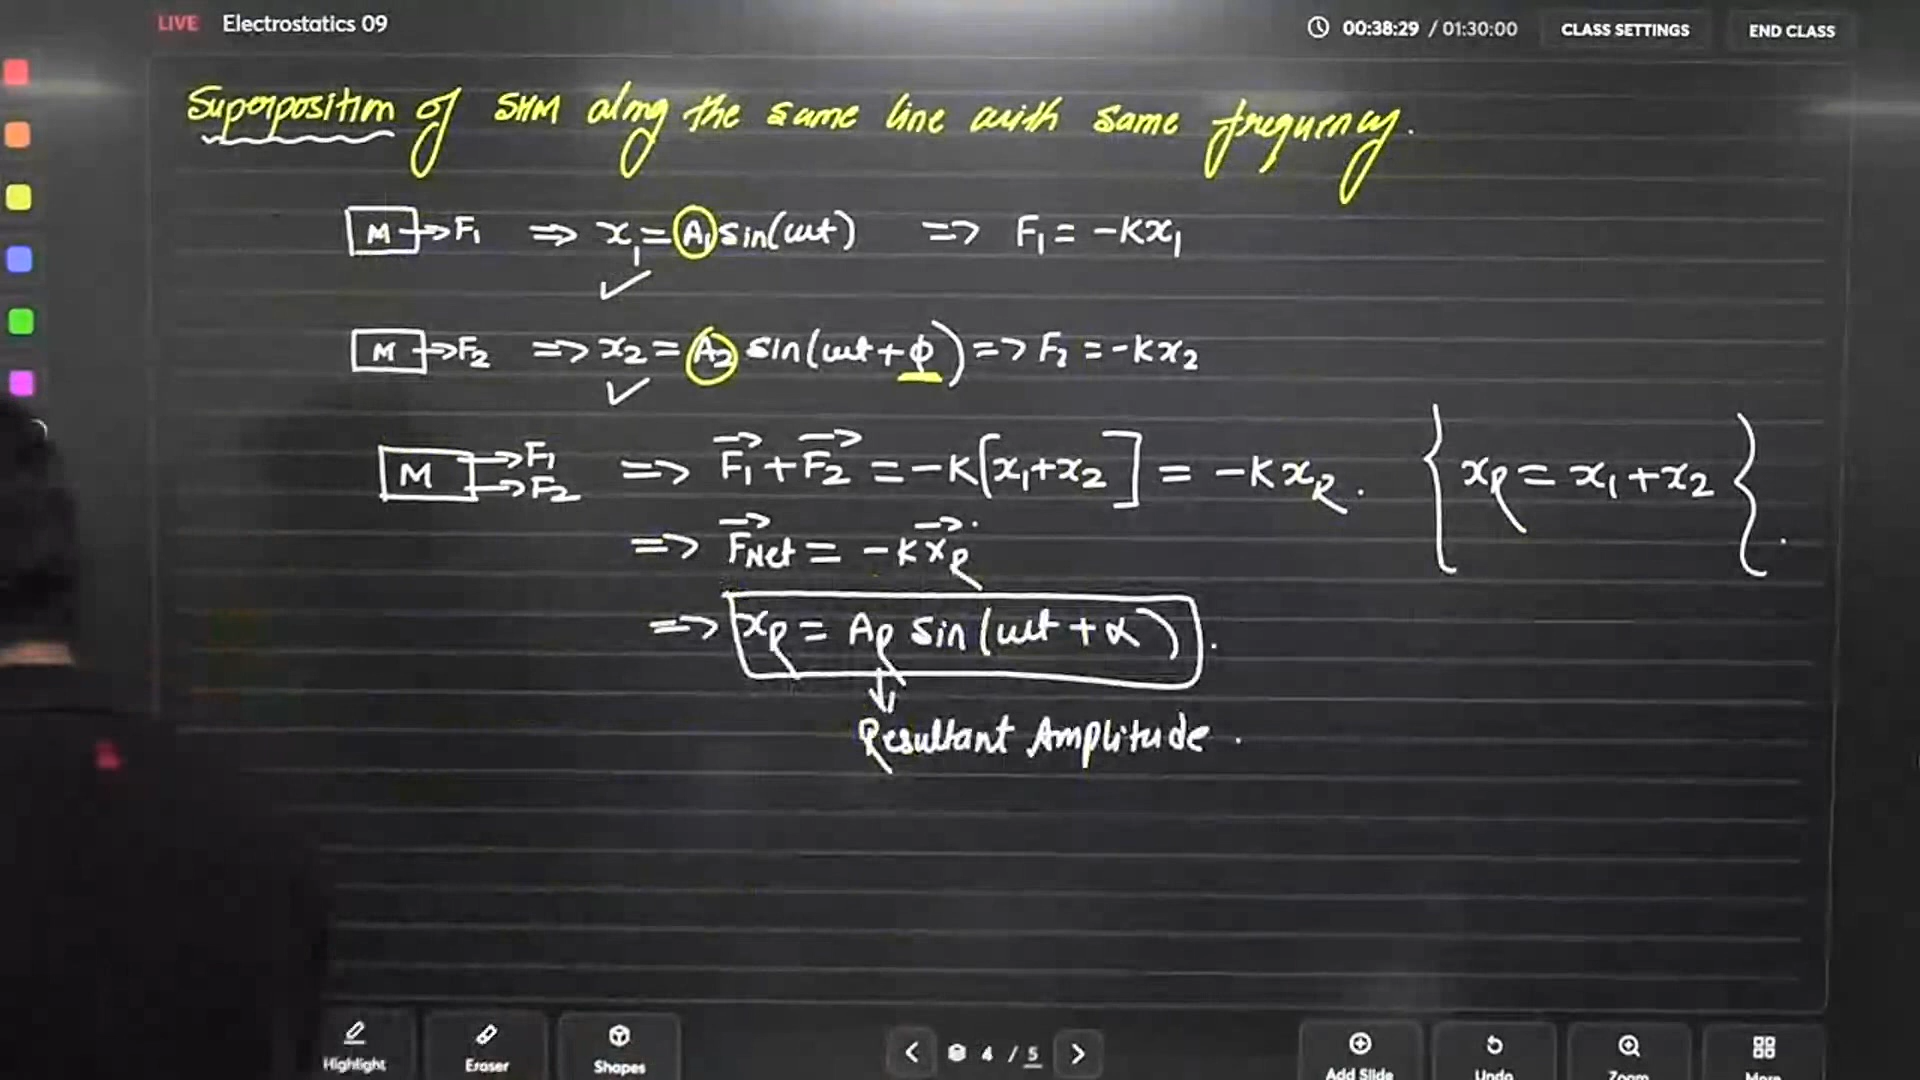 LIVE Electrostatics 09 00:38:29 / 01:30:00 CLASS SETTINGS END CLASS
Superposition of SHM along the same line with same frequency.
M → F₁ ⇒ x₁ = A₁ sin(ωt) ⇒ F₁ = -Kx₁
✓
M → F₂ ⇒ x₂ = A₂ sin(ωt + ϕ) ⇒ F₂ = -Kx₂
✓
M → F₁ → F₂ ⇒ F₁⃗ + F₂⃗ = -K[x₁+x₂] = -K x_R. { x_R = x₁ + x₂ }.
⇒ F⃗_Net = -K x⃗_R
⇒ x_R = A_R sin(ωt + α).
↓
Resultant Amplitude.
Highlight Eraser Shapes < 4 / 5 > Add Slide Undo Zoom More